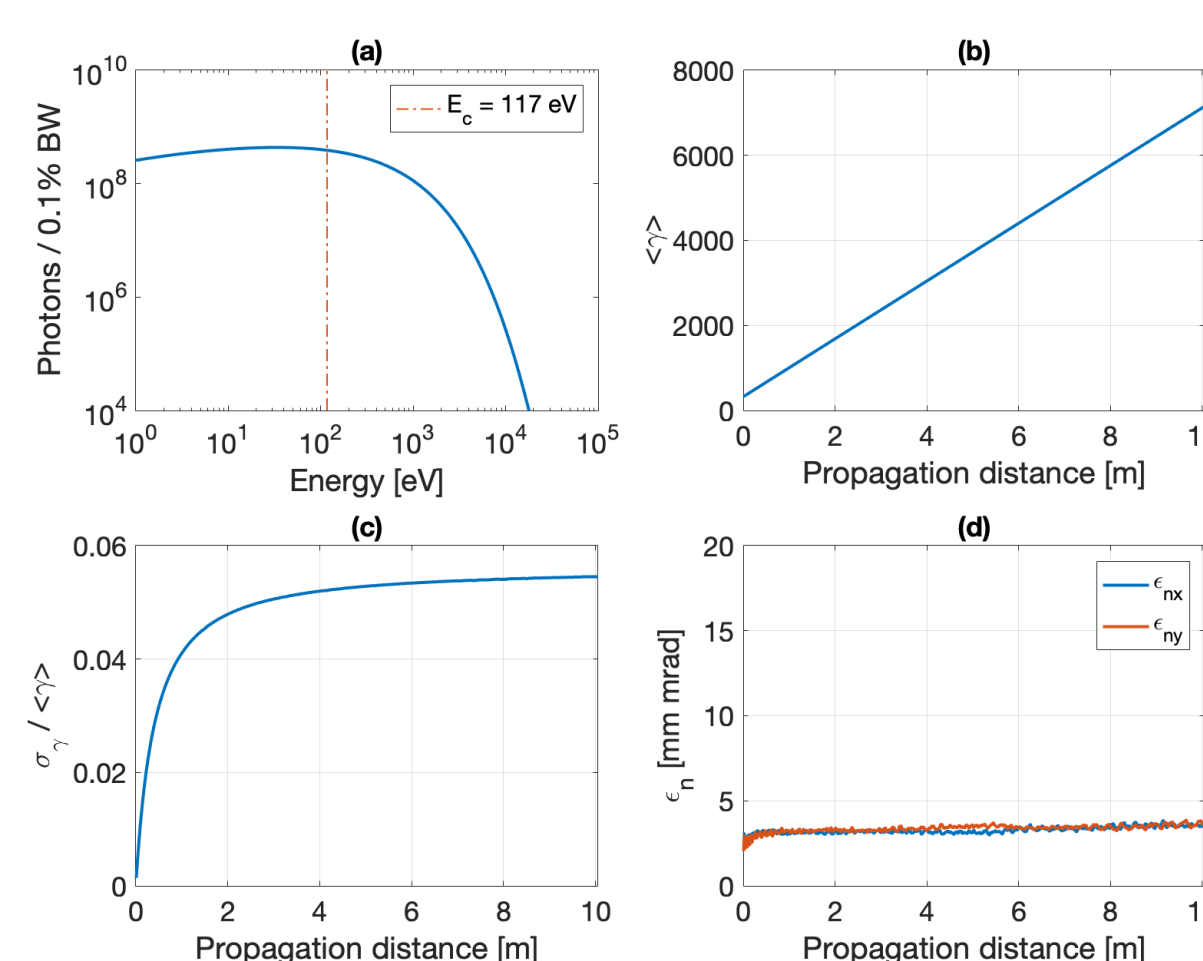 (a)
Photons / 0.1% BW
10^10
10^8
10^6
10^4
E_c = 117 eV
10^0 10^1 10^2 10^3 10^4 10^5
Energy [eV]
(b)
<γ>
8000
6000
4000
2000
0
0 2 4 6 8 1
Propagation distance [m]
(c)
σ_γ / <γ>
0.06
0.04
0.02
0
0 2 4 6 8 10
Propagation distance [m]
(d)
ϵ_n [mm mrad]
20
15
10
5
0
ϵ_nx
ϵ_ny
0 2 4 6 8 1
Propagation distance [m]